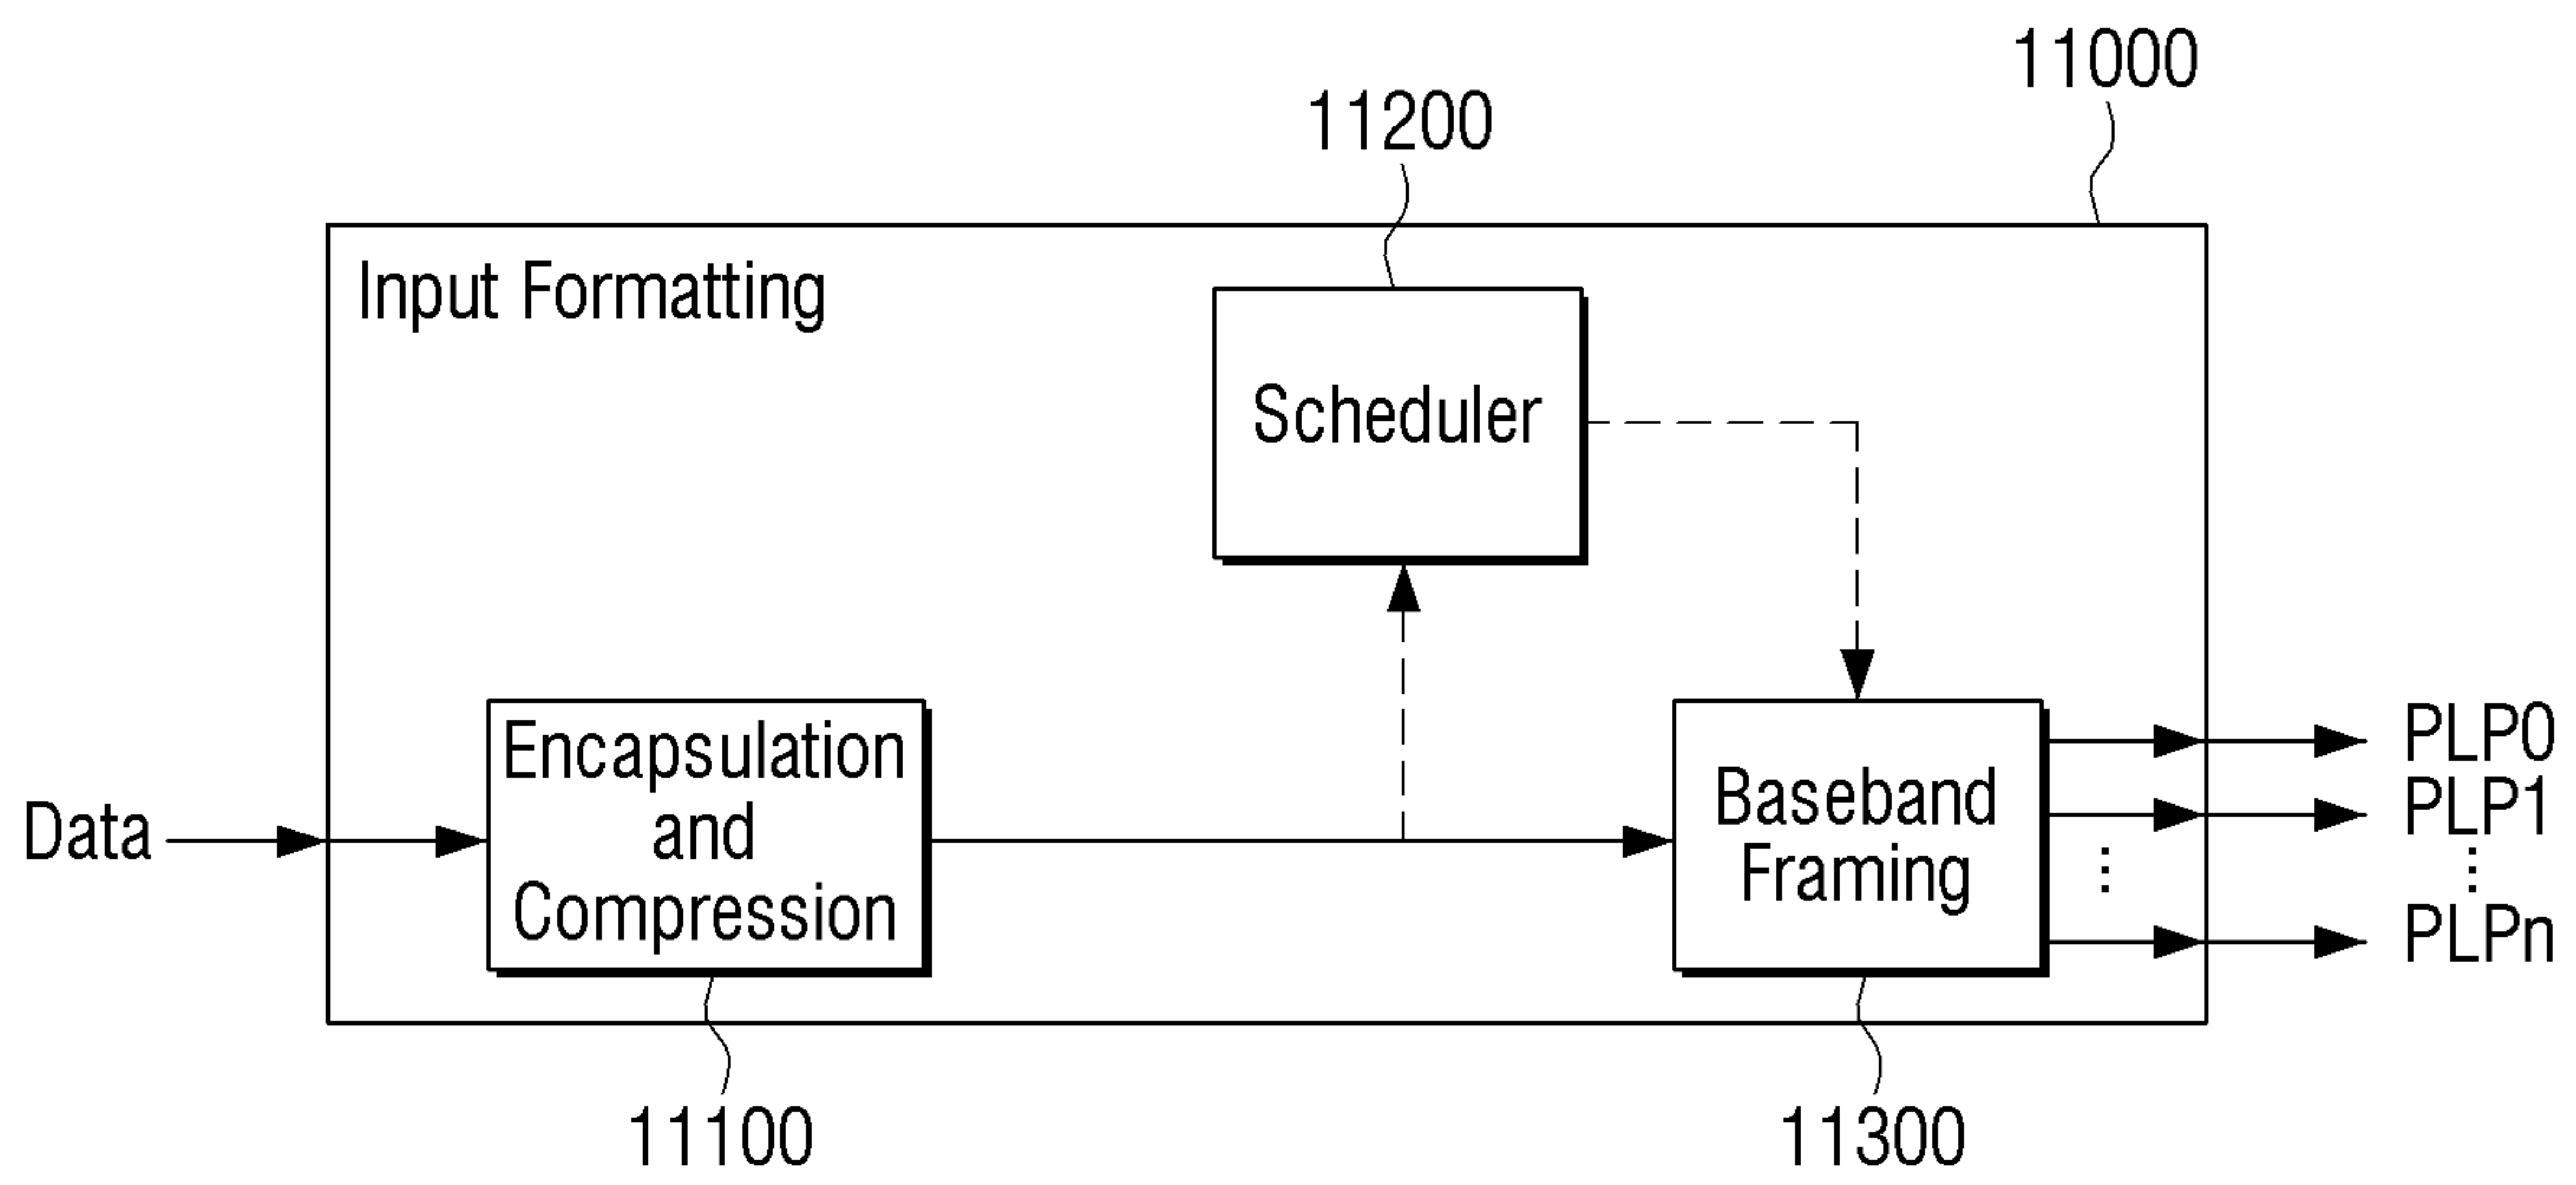 11000
11200
Input Formatting
Scheduler
Encapsulation
and
Compression
Data
Baseband
Framing
PLP0
PLP1
⋮
⋮
PLPn
11100
11300